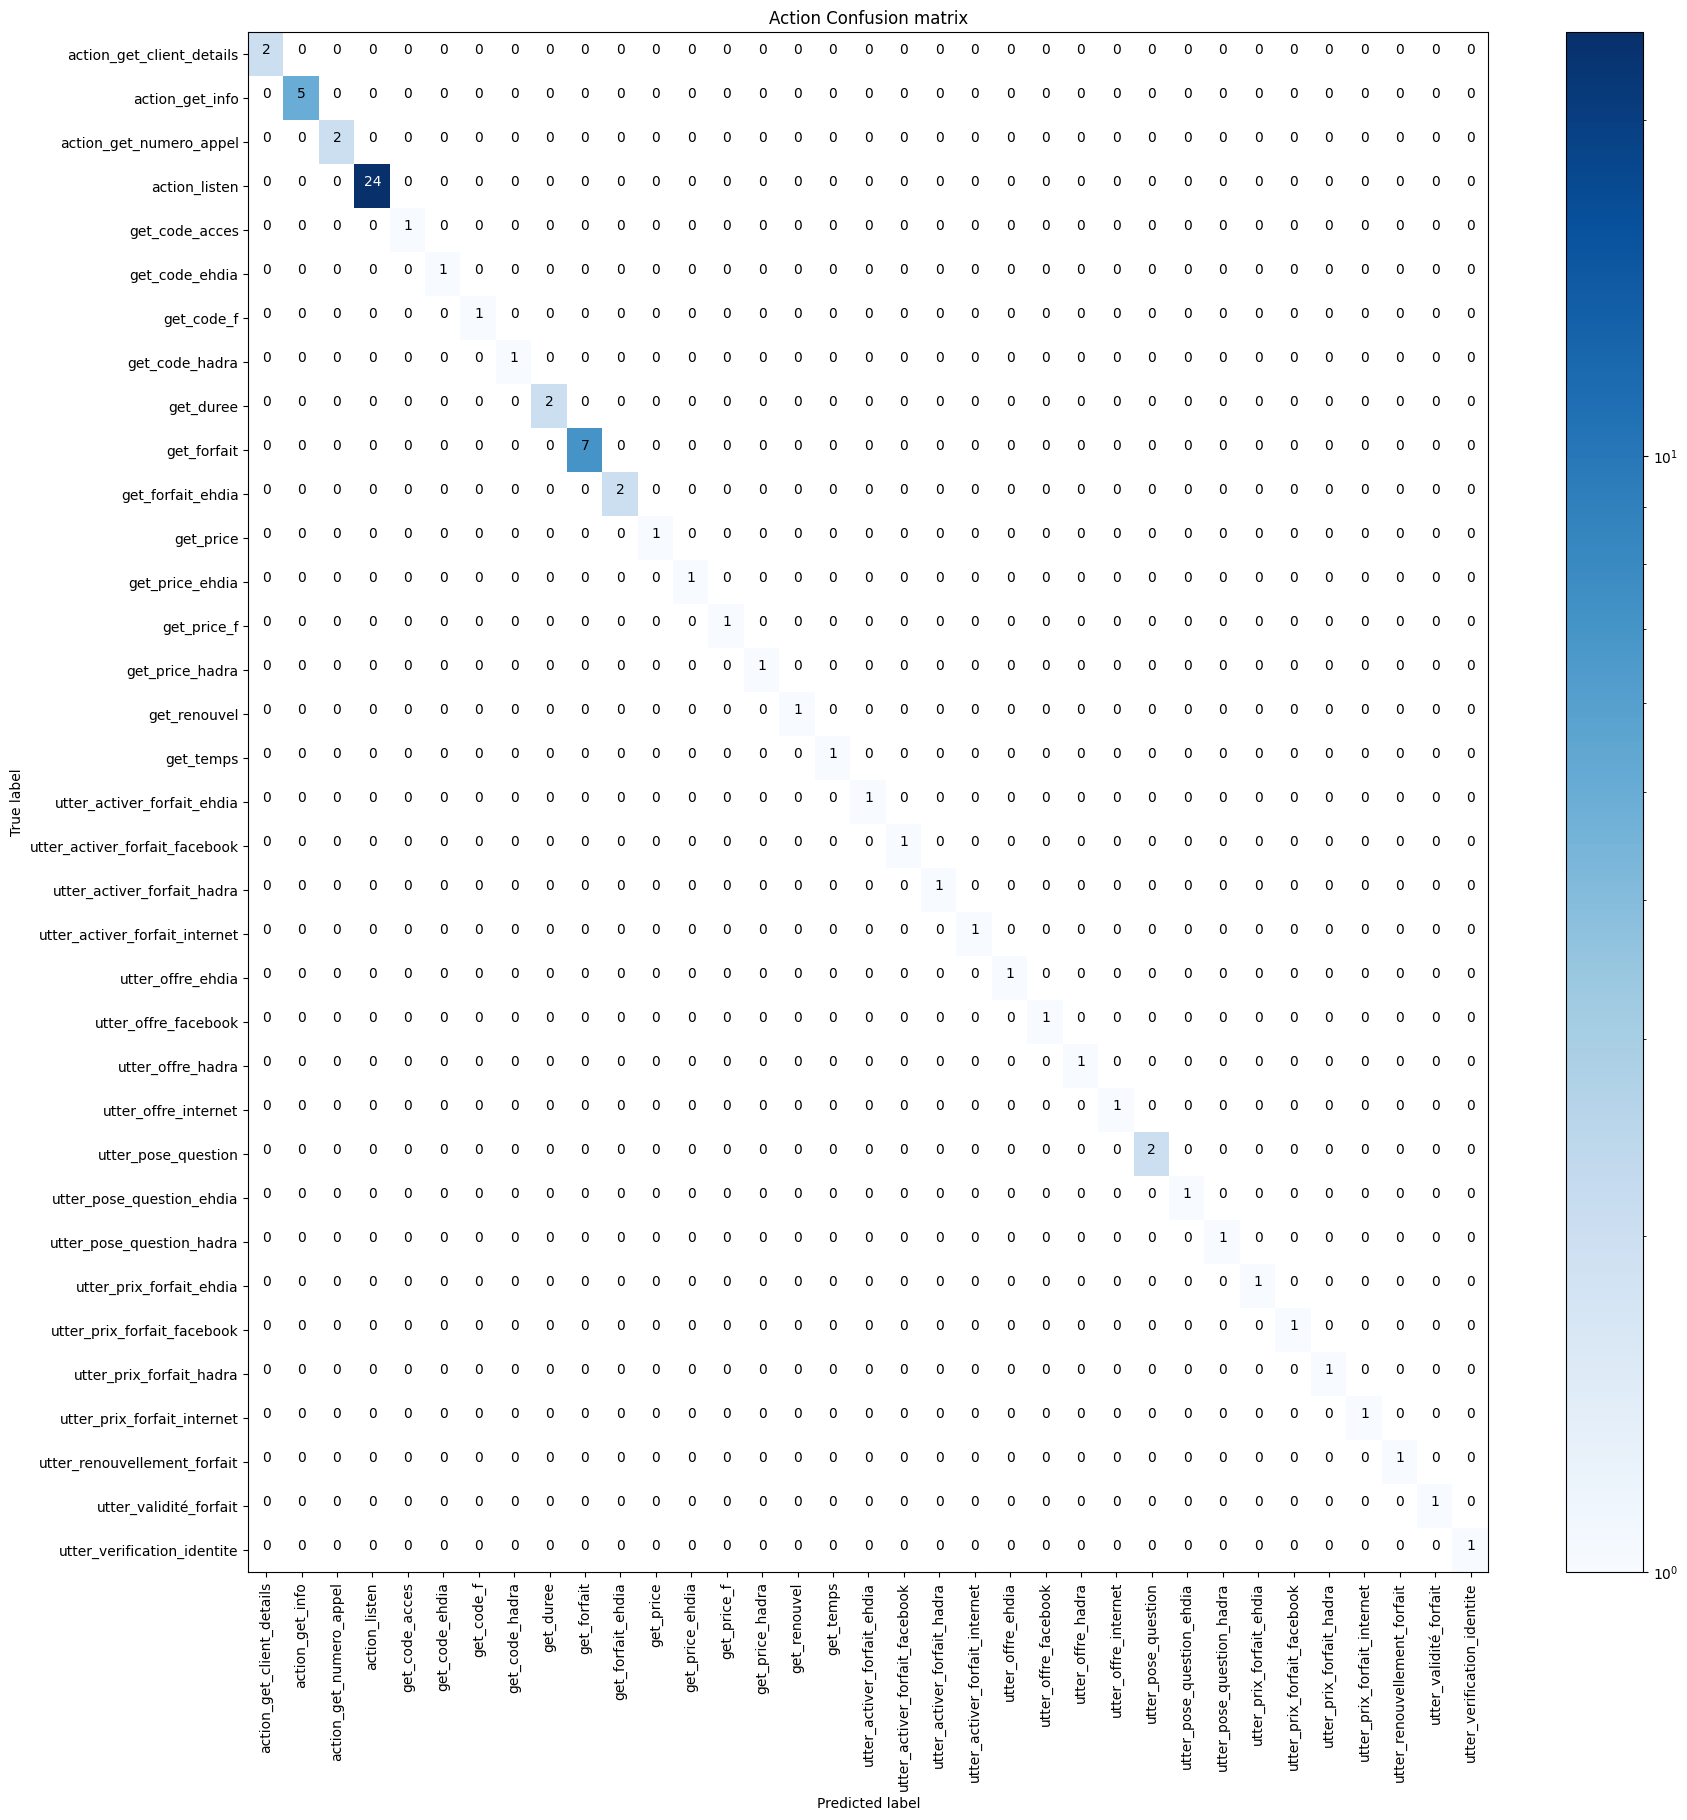 Action Confusion matrix
action_get_client_details 2 0 0 0 0 0 0 0 0 0 0 0 0 0 0 0 0 0 0 0 0 0 0 0 0 0 0 0 0 0 0 0 0 0 0
action_get_info 0 5 0 0 0 0 0 0 0 0 0 0 0 0 0 0 0 0 0 0 0 0 0 0 0 0 0 0 0 0 0 0 0 0 0
action_get_numero_appel 0 0 2 0 0 0 0 0 0 0 0 0 0 0 0 0 0 0 0 0 0 0 0 0 0 0 0 0 0 0 0 0 0 0 0
action_listen 0 0 0 24 0 0 0 0 0 0 0 0 0 0 0 0 0 0 0 0 0 0 0 0 0 0 0 0 0 0 0 0 0 0 0
get_code_acces 0 0 0 0 1 0 0 0 0 0 0 0 0 0 0 0 0 0 0 0 0 0 0 0 0 0 0 0 0 0 0 0 0 0 0
get_code_ehdia 0 0 0 0 0 1 0 0 0 0 0 0 0 0 0 0 0 0 0 0 0 0 0 0 0 0 0 0 0 0 0 0 0 0 0
get_code_f 0 0 0 0 0 0 1 0 0 0 0 0 0 0 0 0 0 0 0 0 0 0 0 0 0 0 0 0 0 0 0 0 0 0 0
get_code_hadra 0 0 0 0 0 0 0 1 0 0 0 0 0 0 0 0 0 0 0 0 0 0 0 0 0 0 0 0 0 0 0 0 0 0 0
get_duree 0 0 0 0 0 0 0 0 2 0 0 0 0 0 0 0 0 0 0 0 0 0 0 0 0 0 0 0 0 0 0 0 0 0 0
get_forfait 0 0 0 0 0 0 0 0 0 7 0 0 0 0 0 0 0 0 0 0 0 0 0 0 0 0 0 0 0 0 0 0 0 0 0
get_forfait_ehdia 0 0 0 0 0 0 0 0 0 0 2 0 0 0 0 0 0 0 0 0 0 0 0 0 0 0 0 0 0 0 0 0 0 0 0
get_price 0 0 0 0 0 0 0 0 0 0 0 1 0 0 0 0 0 0 0 0 0 0 0 0 0 0 0 0 0 0 0 0 0 0 0
get_price_ehdia 0 0 0 0 0 0 0 0 0 0 0 0 1 0 0 0 0 0 0 0 0 0 0 0 0 0 0 0 0 0 0 0 0 0 0
get_price_f 0 0 0 0 0 0 0 0 0 0 0 0 0 1 0 0 0 0 0 0 0 0 0 0 0 0 0 0 0 0 0 0 0 0 0
get_price_hadra 0 0 0 0 0 0 0 0 0 0 0 0 0 0 1 0 0 0 0 0 0 0 0 0 0 0 0 0 0 0 0 0 0 0 0
get_renouvel 0 0 0 0 0 0 0 0 0 0 0 0 0 0 0 1 0 0 0 0 0 0 0 0 0 0 0 0 0 0 0 0 0 0 0
get_temps 0 0 0 0 0 0 0 0 0 0 0 0 0 0 0 0 1 0 0 0 0 0 0 0 0 0 0 0 0 0 0 0 0 0 0
utter_activer_forfait_ehdia 0 0 0 0 0 0 0 0 0 0 0 0 0 0 0 0 0 1 0 0 0 0 0 0 0 0 0 0 0 0 0 0 0 0 0
utter_activer_forfait_facebook 0 0 0 0 0 0 0 0 0 0 0 0 0 0 0 0 0 0 1 0 0 0 0 0 0 0 0 0 0 0 0 0 0 0 0
utter_activer_forfait_hadra 0 0 0 0 0 0 0 0 0 0 0 0 0 0 0 0 0 0 0 1 0 0 0 0 0 0 0 0 0 0 0 0 0 0 0
utter_activer_forfait_internet 0 0 0 0 0 0 0 0 0 0 0 0 0 0 0 0 0 0 0 0 1 0 0 0 0 0 0 0 0 0 0 0 0 0 0
utter_offre_ehdia 0 0 0 0 0 0 0 0 0 0 0 0 0 0 0 0 0 0 0 0 0 1 0 0 0 0 0 0 0 0 0 0 0 0 0
utter_offre_facebook 0 0 0 0 0 0 0 0 0 0 0 0 0 0 0 0 0 0 0 0 0 0 1 0 0 0 0 0 0 0 0 0 0 0 0
utter_offre_hadra 0 0 0 0 0 0 0 0 0 0 0 0 0 0 0 0 0 0 0 0 0 0 0 1 0 0 0 0 0 0 0 0 0 0 0
utter_offre_internet 0 0 0 0 0 0 0 0 0 0 0 0 0 0 0 0 0 0 0 0 0 0 0 0 1 0 0 0 0 0 0 0 0 0 0
utter_pose_question 0 0 0 0 0 0 0 0 0 0 0 0 0 0 0 0 0 0 0 0 0 0 0 0 0 2 0 0 0 0 0 0 0 0 0
utter_pose_question_ehdia 0 0 0 0 0 0 0 0 0 0 0 0 0 0 0 0 0 0 0 0 0 0 0 0 0 0 1 0 0 0 0 0 0 0 0
utter_pose_question_hadra 0 0 0 0 0 0 0 0 0 0 0 0 0 0 0 0 0 0 0 0 0 0 0 0 0 0 0 1 0 0 0 0 0 0 0
utter_prix_forfait_ehdia 0 0 0 0 0 0 0 0 0 0 0 0 0 0 0 0 0 0 0 0 0 0 0 0 0 0 0 0 1 0 0 0 0 0 0
utter_prix_forfait_facebook 0 0 0 0 0 0 0 0 0 0 0 0 0 0 0 0 0 0 0 0 0 0 0 0 0 0 0 0 0 1 0 0 0 0 0
utter_prix_forfait_hadra 0 0 0 0 0 0 0 0 0 0 0 0 0 0 0 0 0 0 0 0 0 0 0 0 0 0 0 0 0 0 1 0 0 0 0
utter_prix_forfait_internet 0 0 0 0 0 0 0 0 0 0 0 0 0 0 0 0 0 0 0 0 0 0 0 0 0 0 0 0 0 0 0 1 0 0 0
utter_renouvellement_forfait 0 0 0 0 0 0 0 0 0 0 0 0 0 0 0 0 0 0 0 0 0 0 0 0 0 0 0 0 0 0 0 0 1 0 0
utter_validité_forfait 0 0 0 0 0 0 0 0 0 0 0 0 0 0 0 0 0 0 0 0 0 0 0 0 0 0 0 0 0 0 0 0 0 1 0
utter_verification_identite 0 0 0 0 0 0 0 0 0 0 0 0 0 0 0 0 0 0 0 0 0 0 0 0 0 0 0 0 0 0 0 0 0 0 1
True label
action_get_client_details
action_get_info
action_get_numero_appel
action_listen
get_code_acces
get_code_ehdia
get_code_f
get_code_hadra
get_duree
get_forfait
get_forfait_ehdia
get_price
get_price_ehdia
get_price_f
get_price_hadra
get_renouvel
get_temps
utter_activer_forfait_ehdia
utter_activer_forfait_facebook
utter_activer_forfait_hadra
utter_activer_forfait_internet
utter_offre_ehdia
utter_offre_facebook
utter_offre_hadra
utter_offre_internet
utter_pose_question
utter_pose_question_ehdia
utter_pose_question_hadra
utter_prix_forfait_ehdia
utter_prix_forfait_facebook
utter_prix_forfait_hadra
utter_prix_forfait_internet
utter_renouvellement_forfait
utter_validité_forfait
utter_verification_identite
Predicted label
10¹
10⁰